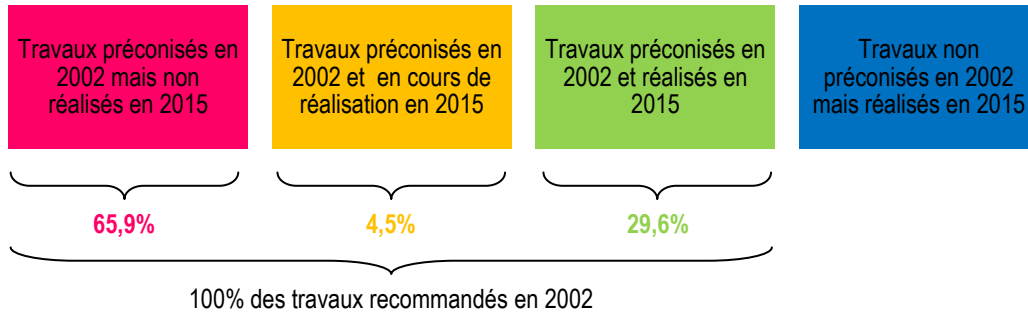 Travaux préconisés en
2002 mais non
réalisés en 2015
Travaux préconisés en
2002 et en cours de
réalisation en 2015
Travaux préconisés en
2002 et réalisés en
2015
Travaux non
préconisés en 2002
mais réalisés en 2015
65,9%
4,5%
29,6%
100% des travaux recommandés en 2002